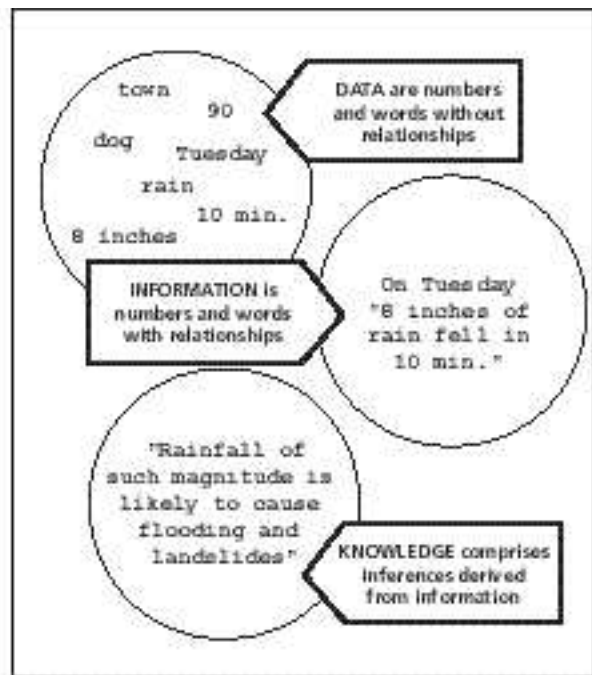 town
90
dog
Tuesday
rain
10 min.
8 inches
DATA are numbers
and words without
relationships
INFORMATION is
numbers and words
with relationships
On Tuesday
"8 inches of
rain fell in
10 min."
"Rainfall of
such magnitude is
likely to cause
flooding and
landslides"
KNOWLEDGE comprises
inferences derived
from information